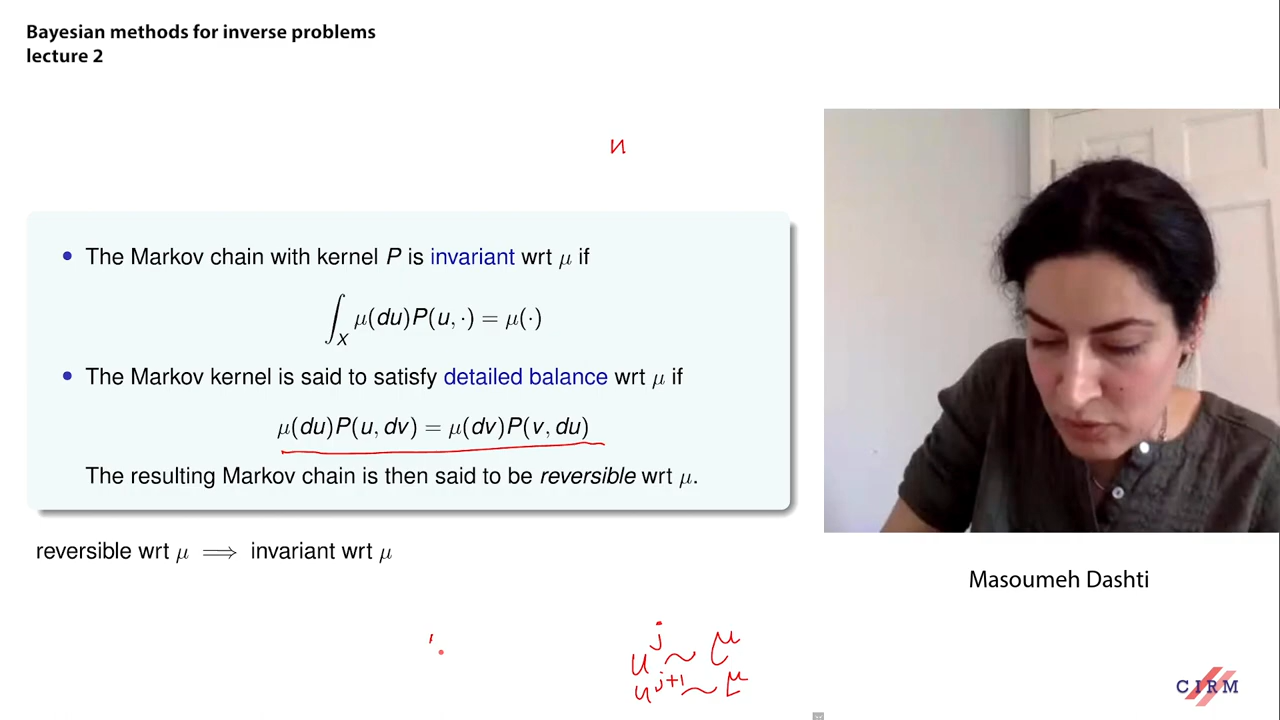 Bayesian methods for inverse problems
lecture 2
u
• The Markov chain with kernel P is invariant wrt μ if
∫_X μ(du)P(u, ·) = μ(·)
• The Markov kernel is said to satisfy detailed balance wrt μ if
μ(du)P(u, dv) = μ(dv)P(v, du)
The resulting Markov chain is then said to be reversible wrt μ.
reversible wrt μ ⟹ invariant wrt μ
u^j ~ μ
u^{j+1} ~ μ
Masoumeh Dashti
CIRM